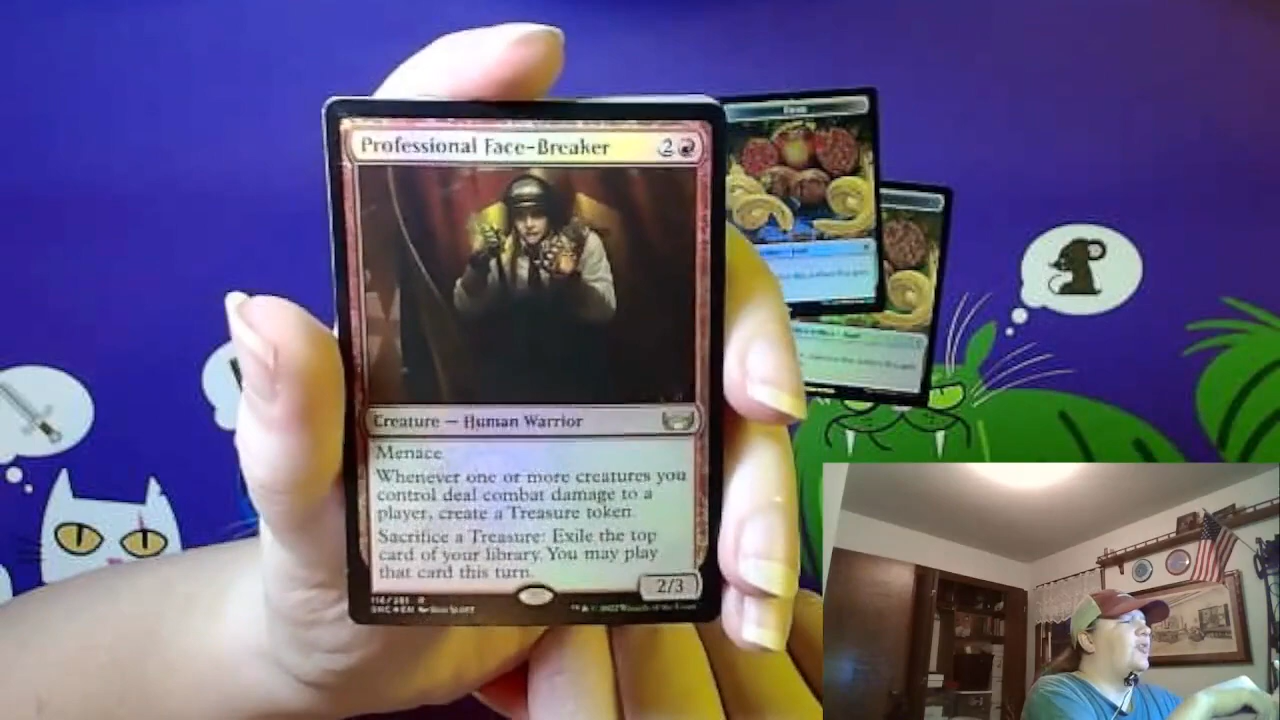 Professional Face-Breaker 2
Creature — Human Warrior
Menace
Whenever one or more creatures you
control deal combat damage to a
player, create a Treasure token.
Sacrifice a Treasure: Exile the top
card of your library. You may play
that card this turn.
2/3
R
EN